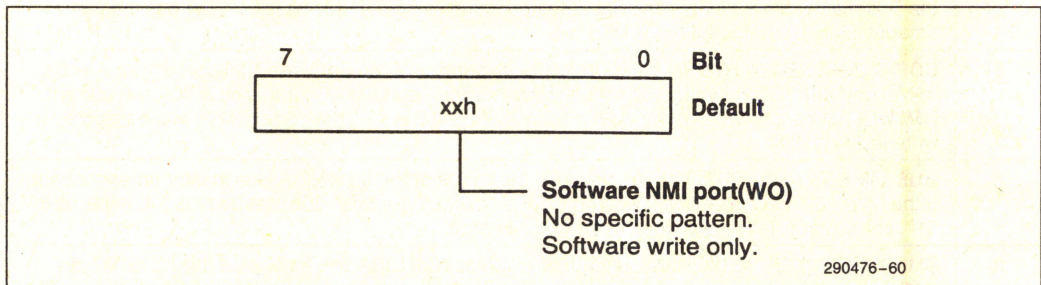 7 0 Bit
xxh Default
Software NMI port(WO)
No specific pattern.
Software write only.
290476-60